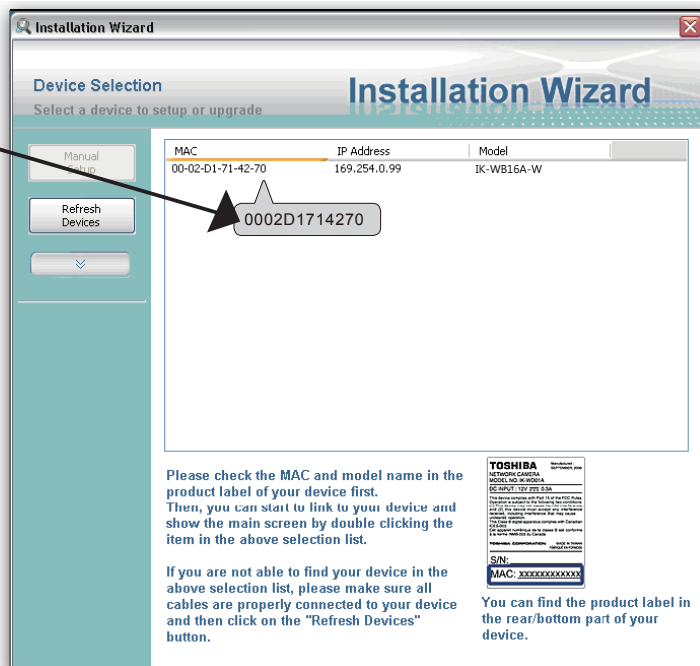 Installation Wizard
Device Selection
Select a device to setup or upgrade
Installation Wizard
Manual
Setup
Refresh
Devices
MAC IP Address Model
00-02-D1-71-42-70 169.254.0.99 IK-WB16A-W
0002D1714270
Please check the MAC and model name in the
product label of your device first.
Then, you can start to link to your device and
show the main screen by double clicking the
item in the above selection list.
If you are not able to find your device in the
above selection list, please make sure all
cables are properly connected to your device
and then click on the "Refresh Devices"
button.
TOSHIBA
NETWORK CAMERA
MODEL NO. IK-WD01A
DC INPUT : 12V 0.3A
TOSHIBA CORPORATION
S/N:
MAC: XXXXXXXXXXXX
You can find the product label in
the rear/bottom part of your
device.